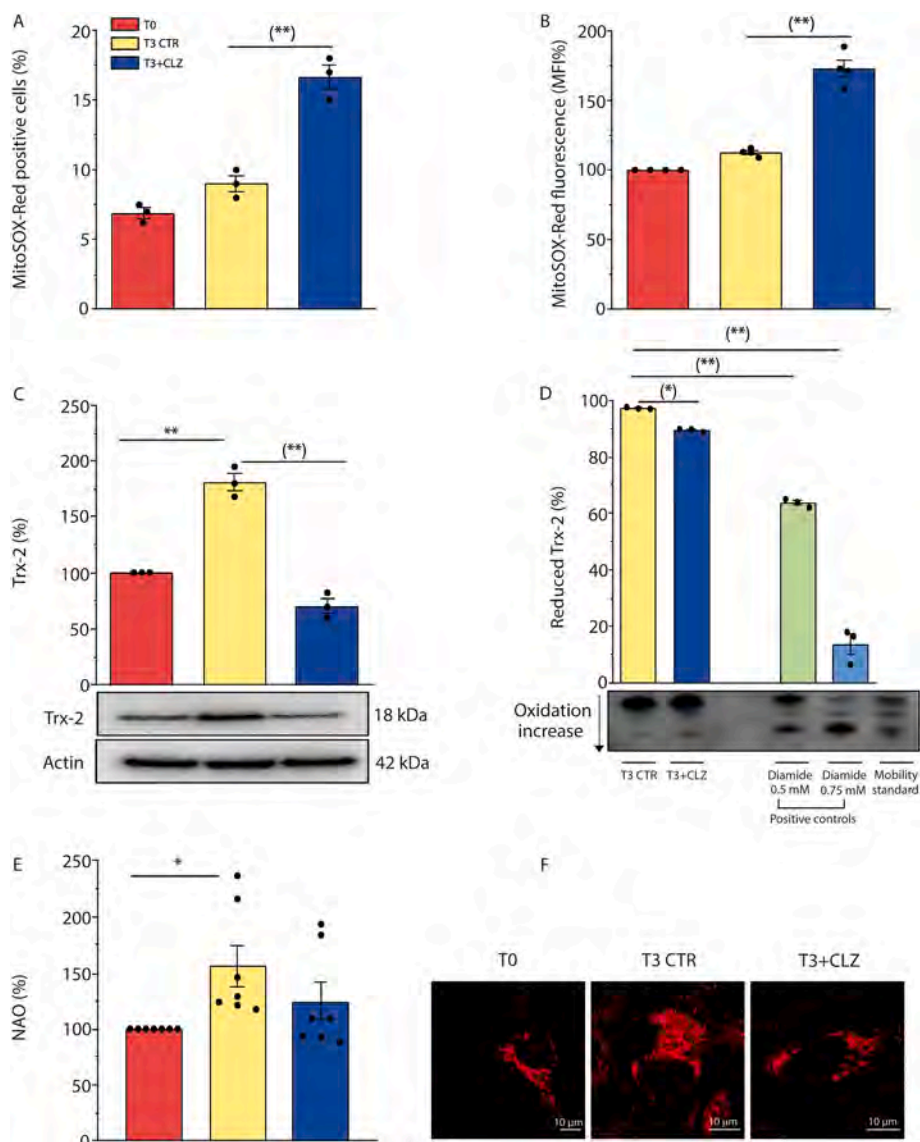 A
T0
T3 CTR
T3+CLZ
(**)
MitoSOX-Red positive cells (%)
20
15
10
5
0
B
(**)
MitoSOX-Red fluorescence (MFI%)
200
150
100
50
0
C
**
(**)
Trx-2 (%)
250
200
150
100
50
0
Trx-2
18 kDa
Actin
42 kDa
D
(**)
(**)
(*)
Reduced Trx-2 (%)
100
80
60
40
20
0
Oxidation
increase
T3 CTR
T3+CLZ
Diamide
0.5 mM
Diamide
0.75 mM
Mobility
standard
Positive controls
E
*
NAO (%)
250
200
150
100
50
0
F
T0
T3 CTR
T3+CLZ
10 µm
10 µm
10 µm